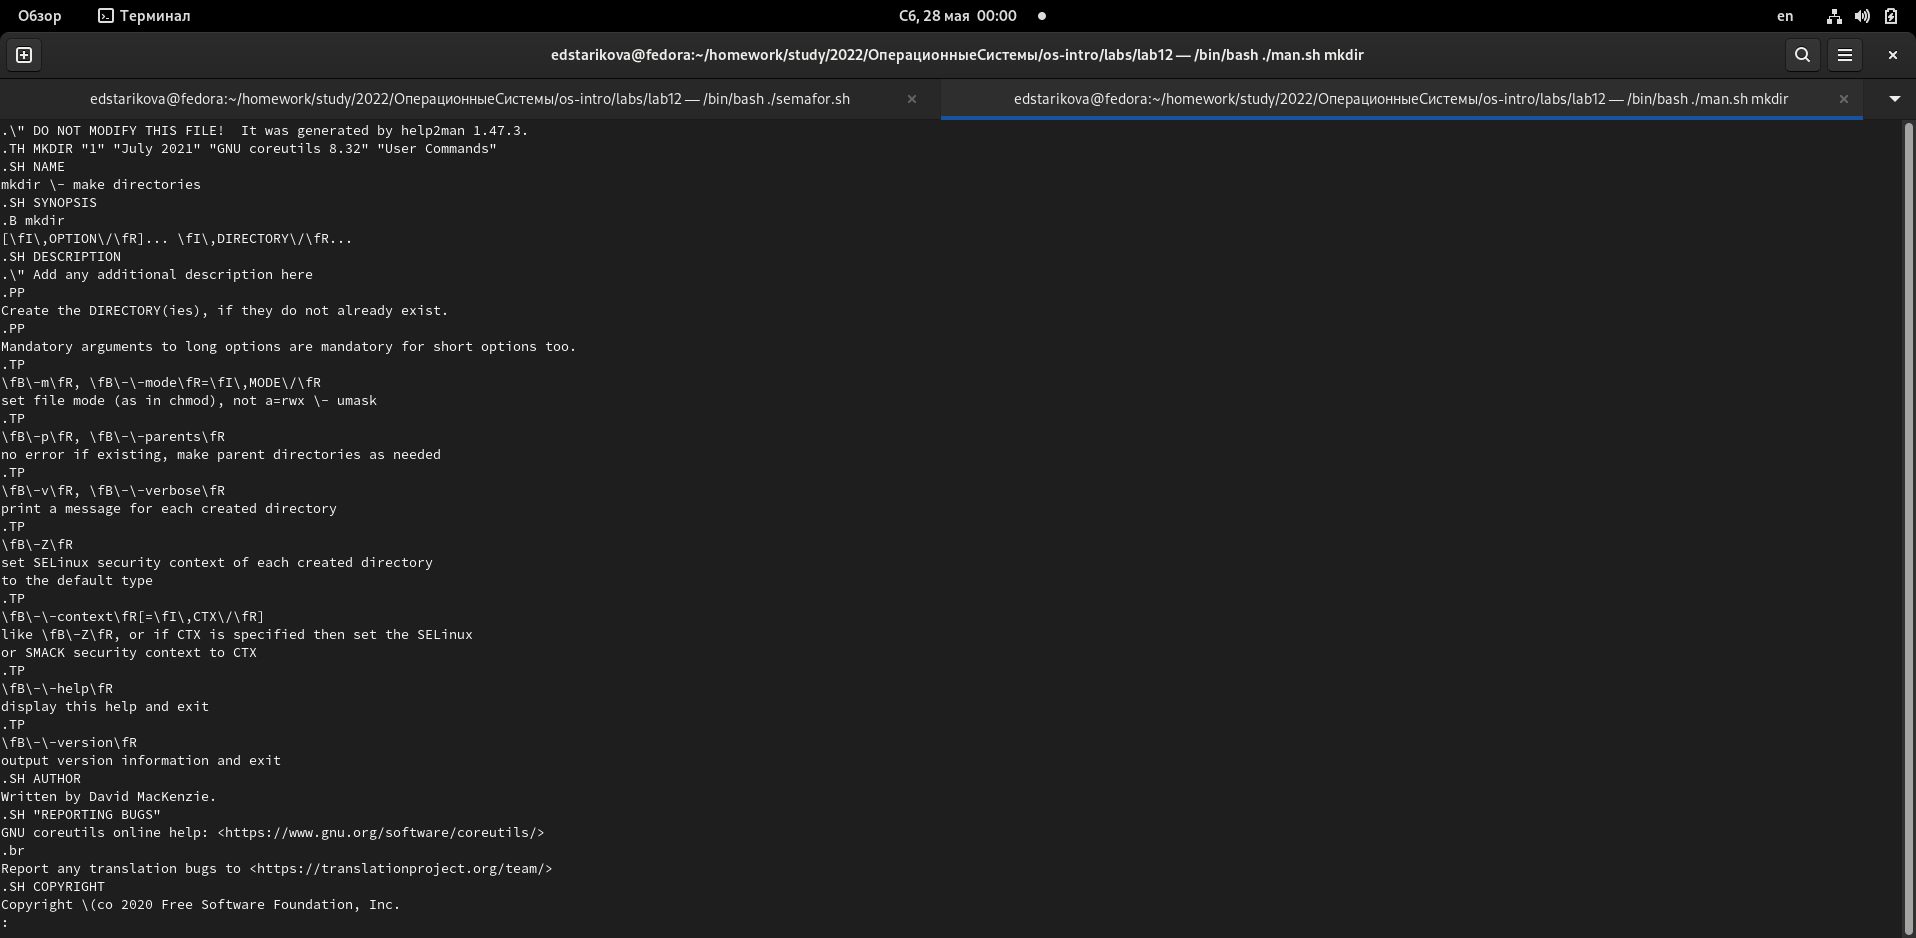 Обзор
Терминал
Сб, 28 мая 00:00
en
edstarikova@fedora:~/homework/study/2022/ОперационныеСистемы/os-intro/labs/lab12 — /bin/bash ./man.sh mkdir
edstarikova@fedora:~/homework/study/2022/ОперационныеСистемы/os-intro/labs/lab12 — /bin/bash ./semafor.sh
edstarikova@fedora:~/homework/study/2022/ОперационныеСистемы/os-intro/labs/lab12 — /bin/bash ./man.sh mkdir
.\" DO NOT MODIFY THIS FILE!  It was generated by help2man 1.47.3.
.TH MKDIR "1" "July 2021" "GNU coreutils 8.32" "User Commands"
.SH NAME
mkdir \- make directories
.SH SYNOPSIS
.B mkdir
[\fI\,OPTION\/\fR]... \fI\,DIRECTORY\/\fR...
.SH DESCRIPTION
.\" Add any additional description here
.PP
Create the DIRECTORY(ies), if they do not already exist.
.PP
Mandatory arguments to long options are mandatory for short options too.
.TP
\fB\-m\fR, \fB\-\-mode\fR=\fI\,MODE\/\fR
set file mode (as in chmod), not a=rwx \- umask
.TP
\fB\-p\fR, \fB\-\-parents\fR
no error if existing, make parent directories as needed
.TP
\fB\-v\fR, \fB\-\-verbose\fR
print a message for each created directory
.TP
\fB\-Z\fR
set SELinux security context of each created directory
to the default type
.TP
\fB\-\-context\fR[=\fI\,CTX\/\fR]
like \fB\-Z\fR, or if CTX is specified then set the SELinux
or SMACK security context to CTX
.TP
\fB\-\-help\fR
display this help and exit
.TP
\fB\-\-version\fR
output version information and exit
.SH AUTHOR
Written by David MacKenzie.
.SH "REPORTING BUGS"
GNU coreutils online help: <https://www.gnu.org/software/coreutils/>
.br
Report any translation bugs to <https://translationproject.org/team/>
.SH COPYRIGHT
Copyright \(co 2020 Free Software Foundation, Inc.
: